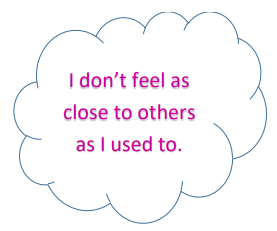 I don’t feel as
close to others
as I used to.